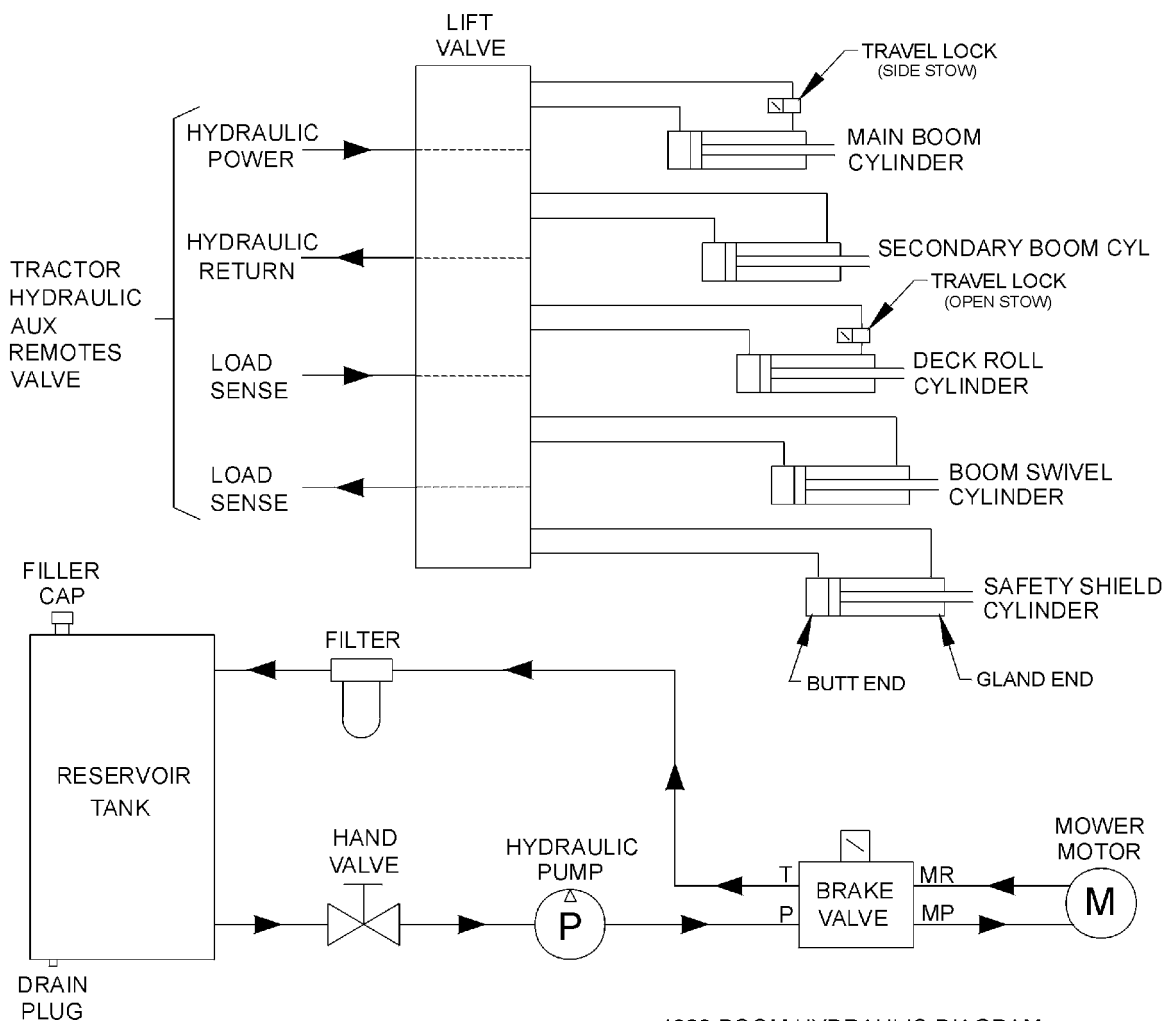 LIFT
VALVE
TRAVEL LOCK
(SIDE STOW)
HYDRAULIC
POWER
MAIN BOOM
CYLINDER
HYDRAULIC
RETURN
SECONDARY BOOM CYL
TRACTOR
HYDRAULIC
AUX
REMOTES
VALVE
TRAVEL LOCK
(OPEN STOW)
LOAD
SENSE
DECK ROLL
CYLINDER
LOAD
SENSE
BOOM SWIVEL
CYLINDER
FILLER
CAP
SAFETY SHIELD
CYLINDER
FILTER
BUTT END
GLAND END
RESERVOIR
TANK
HAND
VALVE
HYDRAULIC
PUMP
P
T
P
BRAKE
VALVE
MR
MP
MOWER
MOTOR
M
DRAIN
PLUG
BOOM HYDRAULIC DIAGRAM